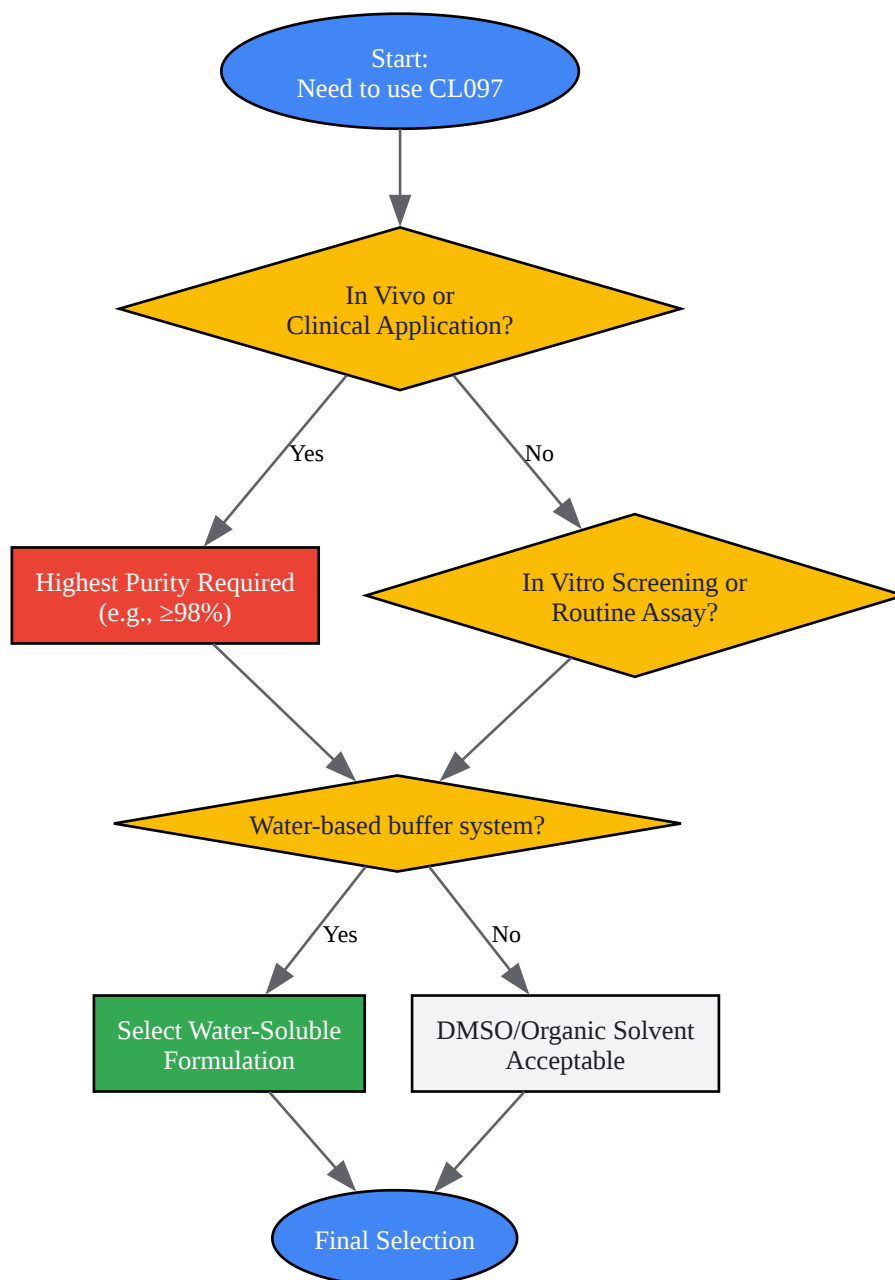 Start:
Need to use CL097
In Vivo or
Clinical Application?
Yes
No
Highest Purity Required
(e.g., ≥98%)
In Vitro Screening or
Routine Assay?
Water-based buffer system?
Yes
No
Select Water-Soluble
Formulation
DMSO/Organic Solvent
Acceptable
Final Selection